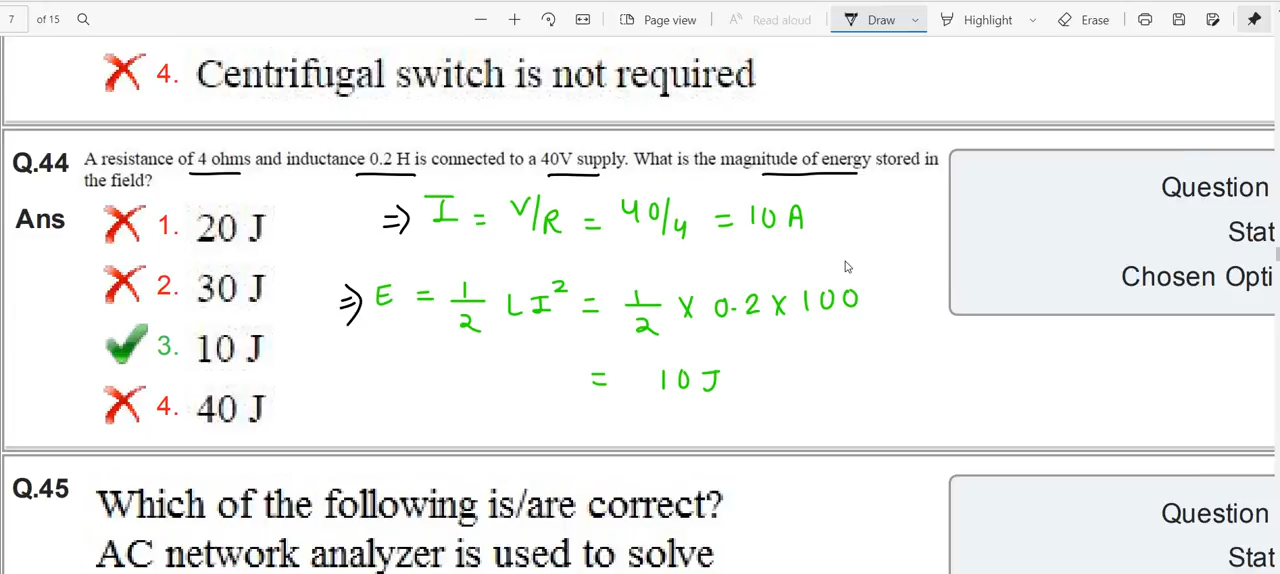 7 of 15 Page view Read aloud Draw Highlight Erase
4. Centrifugal switch is not required
Q.44 A resistance of 4 ohms and inductance 0.2 H is connected to a 40V supply. What is the magnitude of energy stored in
the field?
Ans
1. 20 J
2. 30 J
3. 10 J
4. 40 J
⇒ I = V/R = 40/4 = 10 A
⇒ E = 1/2 LI² = 1/2 × 0.2 × 100
= 10 J
Question
Stat
Chosen Opti
Q.45 Which of the following is/are correct?
AC network analyzer is used to solve
Question
Stat